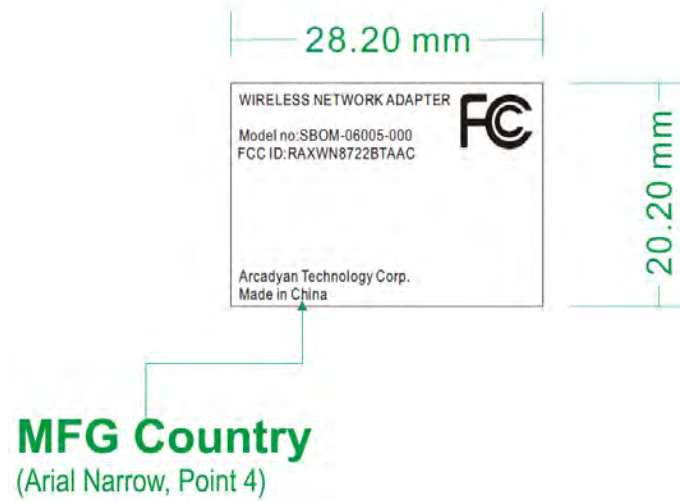 28.20 mm
WIRELESS NETWORK ADAPTER
FC
Model no:SBOM-06005-000
FCC ID:RAXWN8722BTAAC
20.20 mm
Arcadyan Technology Corp.
Made in China
MFG Country
(Arial Narrow, Point 4)